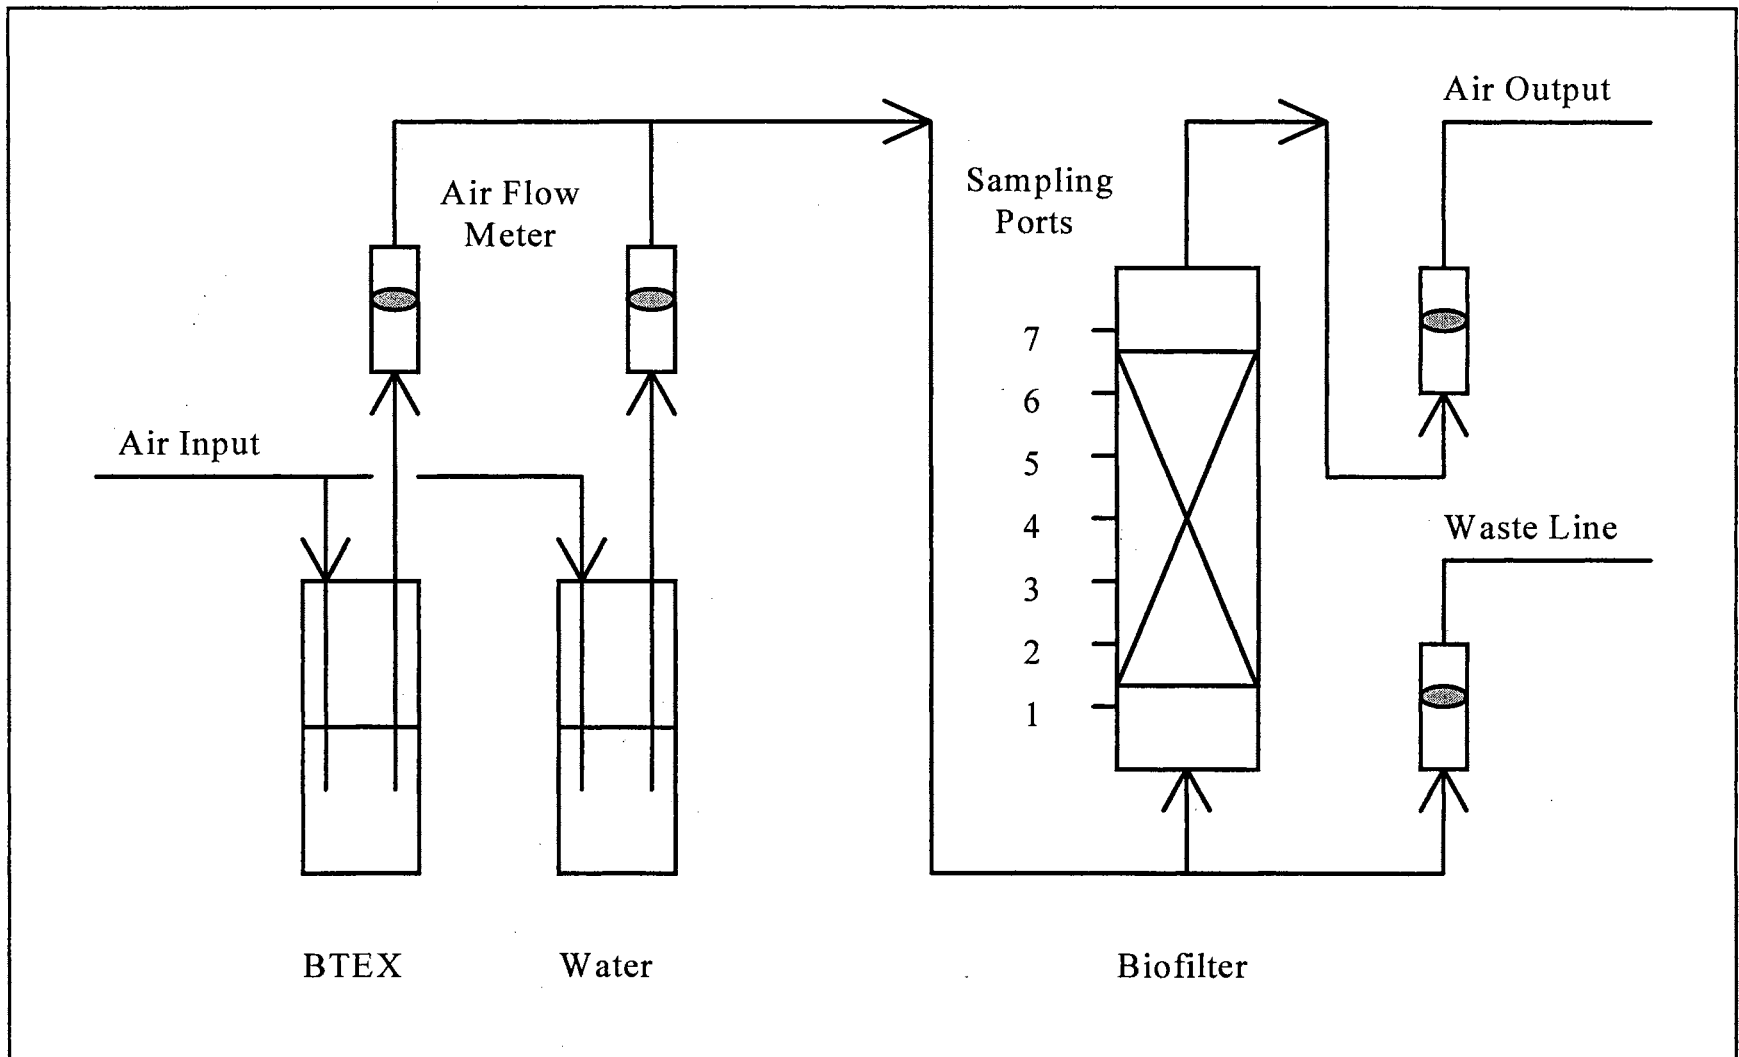 Air Output
Sampling
Ports
Air Flow
Meter
7
6
Air Input
5
4
Waste Line
3
2
1
BTEX
Water
Biofilter